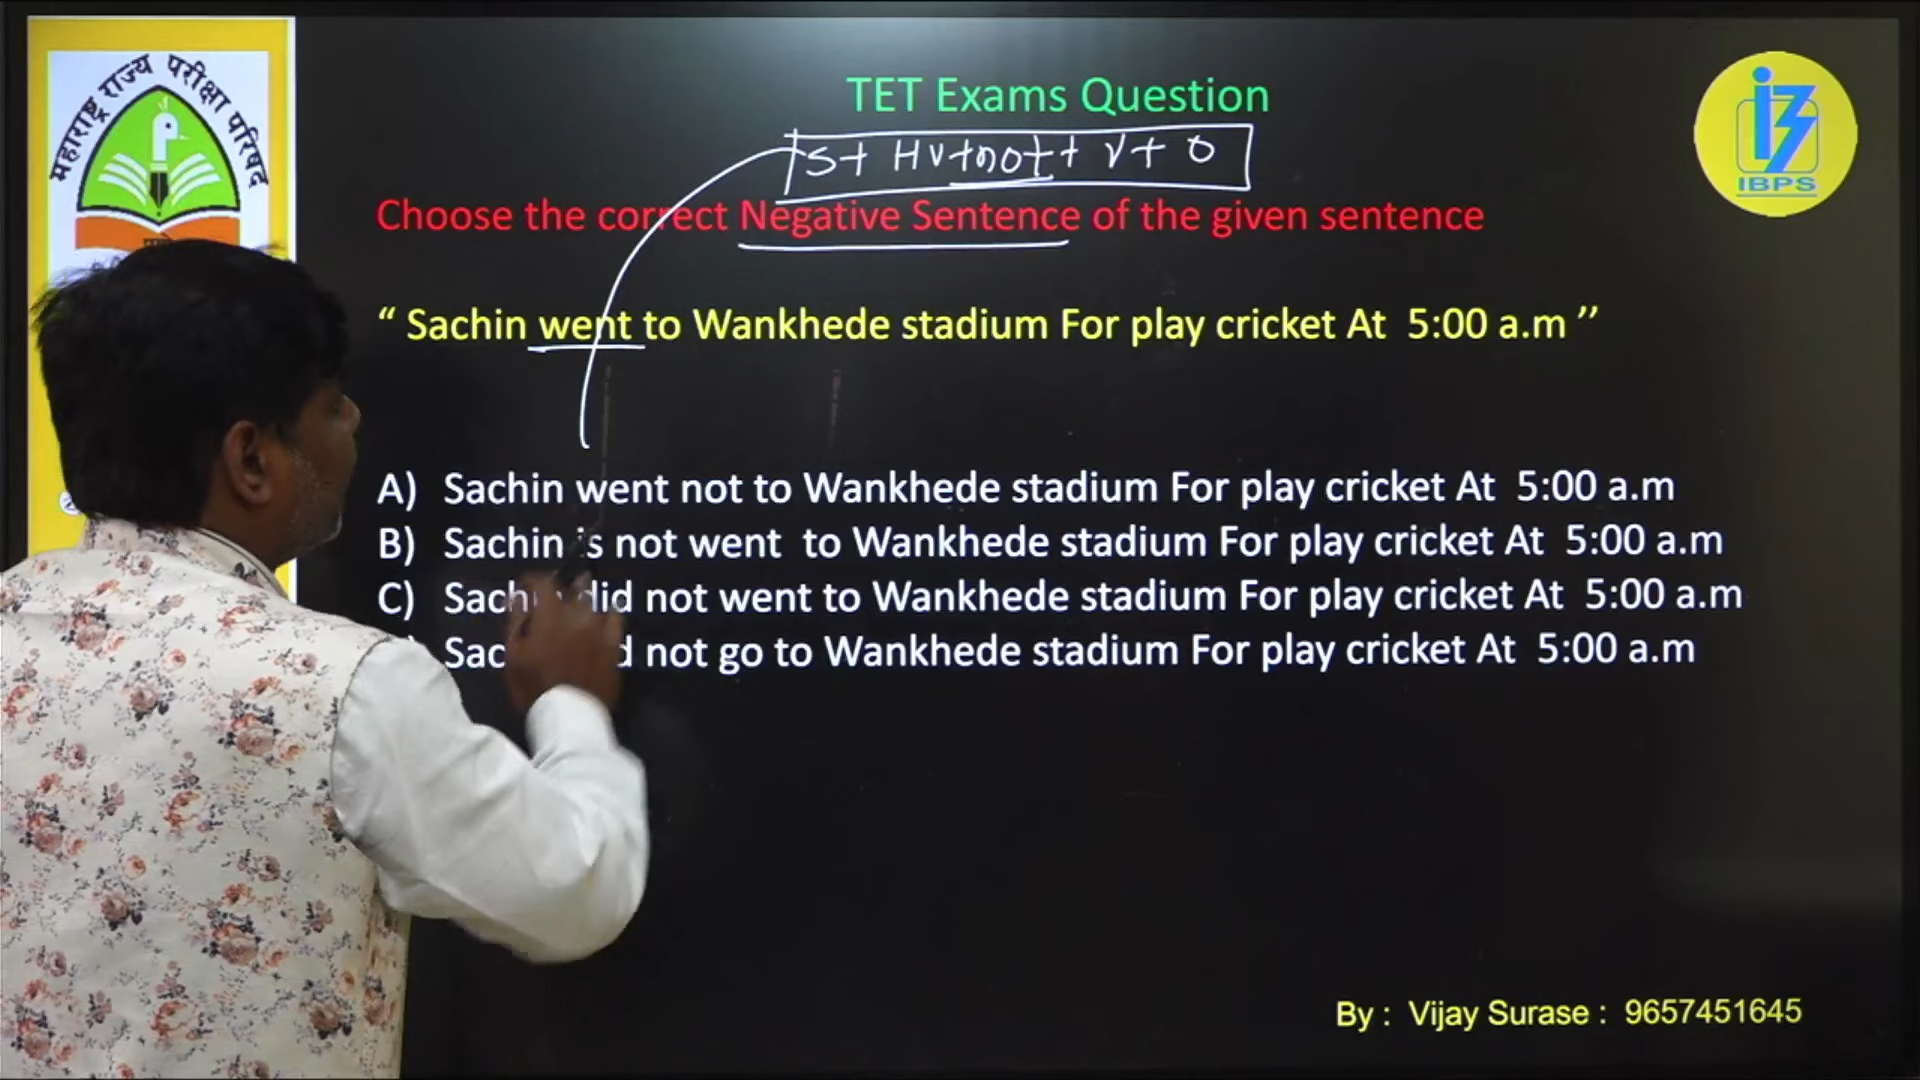 महाराष्ट्र राज्य परीक्षा परिषद
IBPS
TET Exams Question
S+ HV+not+ V+ O
Choose the correct Negative Sentence of the given sentence
“ Sachin went to Wankhede stadium For play cricket At 5:00 a.m ’’
A) Sachin went not to Wankhede stadium For play cricket At 5:00 a.m
B) Sachin is not went to Wankhede stadium For play cricket At 5:00 a.m
C) did not went to Wankhede stadium For play cricket At 5:00 a.m
not go to Wankhede stadium For play cricket At 5:00 a.m
By : Vijay Surase : 9657451645